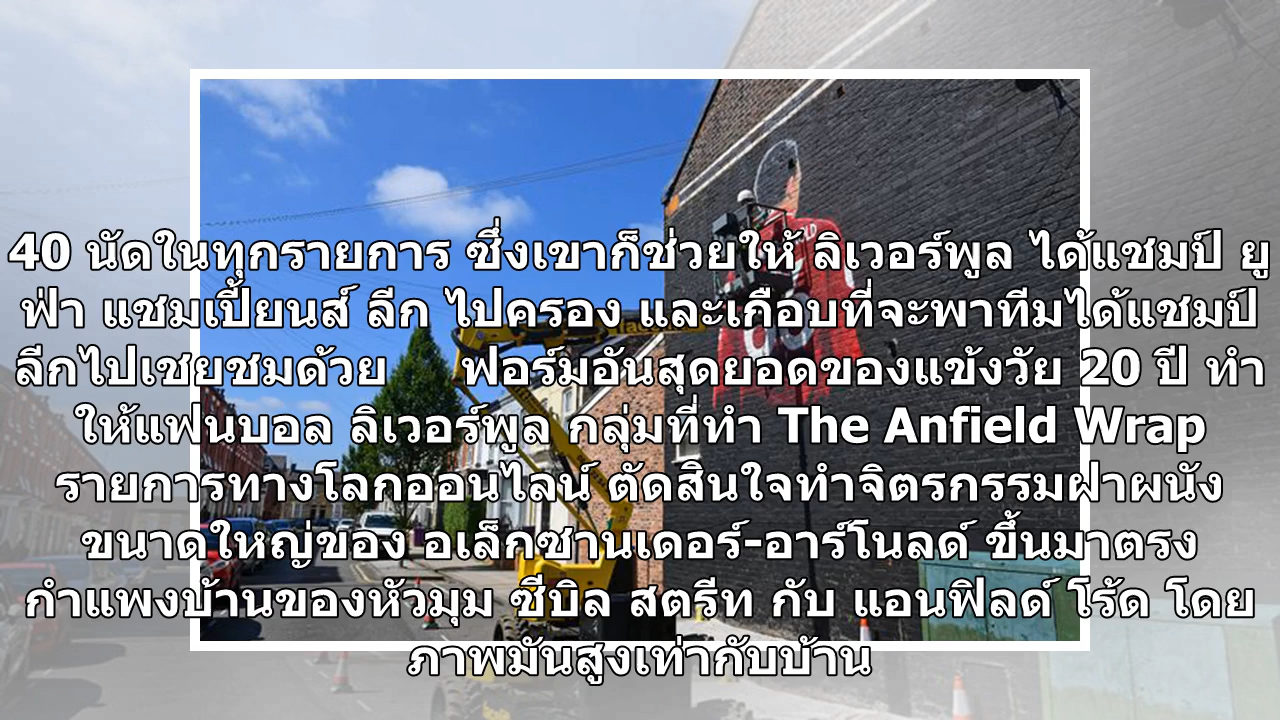 40 นัดในทุกรายการ ซึ่งเขาก็ช่วยให้ ลิเวอร์พูล ได้แชมป์ ยู
ฟ่า แชมเปี้ยนส์ ลีก ไปครอง และเกือบที่จะพาทีมได้แชมป์
ลีกไปเชยชมด้วย ฟอร์มอันสุดยอดของแข้งวัย 20 ปี ทำ
ให้แฟนบอล ลิเวอร์พูล กลุ่มที่ทำ The Anfield Wrap
รายการทางโลกออนไลน์ ตัดสินใจทำจิตรกรรมฝาผนัง
ขนาดใหญ่ของ อเล็กซานเดอร์-อาร์โนลด์ ขึ้นมาตรง
กำแพงบ้านของหัวมุม ซีบิล สตรีท กับ แอนฟิลด์ โร้ด โดย
ภาพมันสูงเท่ากับบ้าน